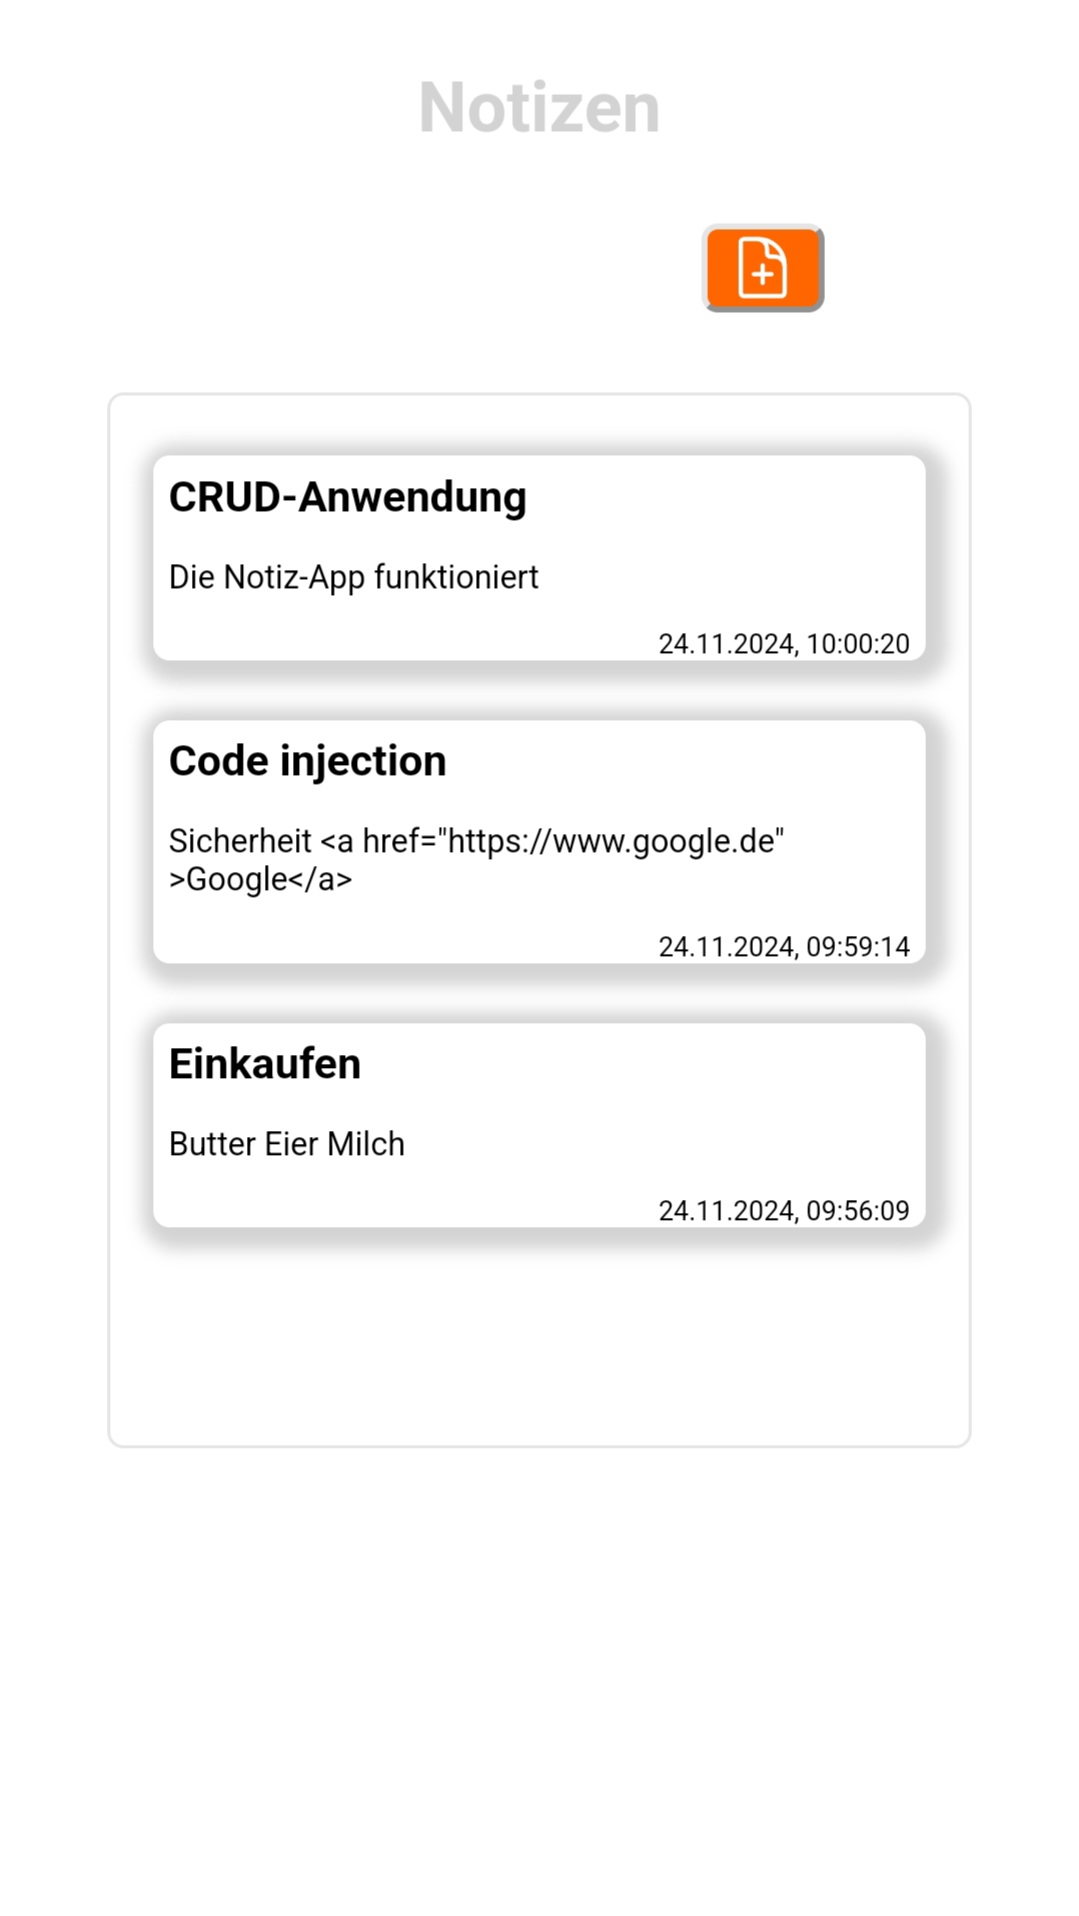 Notizen
CRUD-Anwendung
Die Notiz-App funktioniert
24.11.2024, 10:00:20
Code injection
Sicherheit <a href="https://www.google.de"
>Google</a>
24.11.2024, 09:59:14
Einkaufen
Butter Eier Milch
24.11.2024, 09:56:09